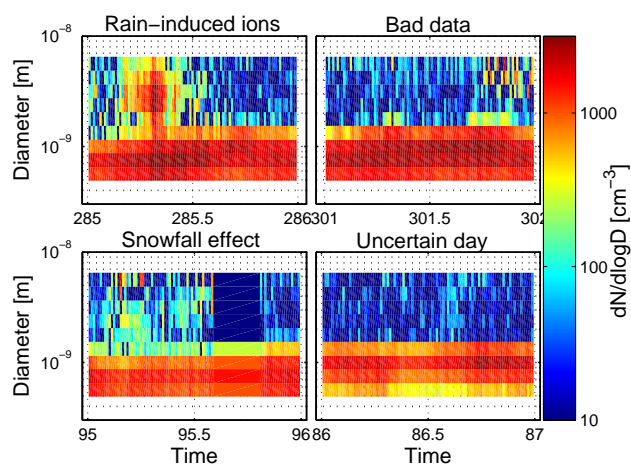 Rain−induced ions
Bad data
10−8
Diameter [m]
10−9
285
285.5
286
301
301.5
302
Snowfall effect
Uncertain day
10−8
Diameter [m]
10−9
95
95.5
96
86
86.5
87
Time
Time
1000
100
10
dN/dlogD [cm−3]